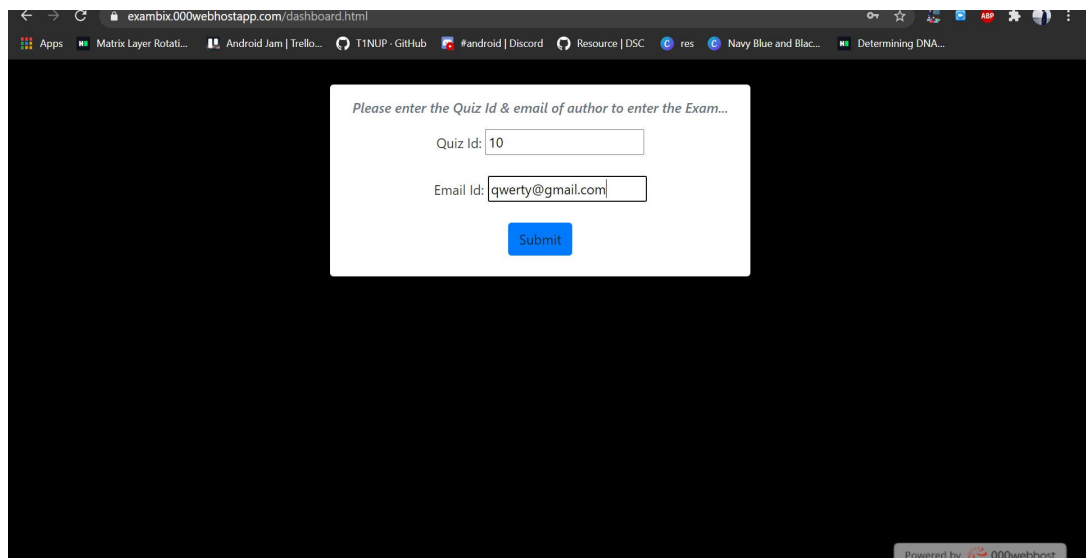 exambix.000webhostapp.com/dashboard.html
ABP
Apps H Matrix Layer Rotati... Android Jam | Trello... T1NUP · GitHub #android | Discord Resource | DSC C res C Navy Blue and Blac... H Determining DNA...
Please enter the Quiz Id & email of author to enter the Exam...
Quiz Id: 10
Email Id: qwerty@gmail.com
Submit
Powered by 000webhost